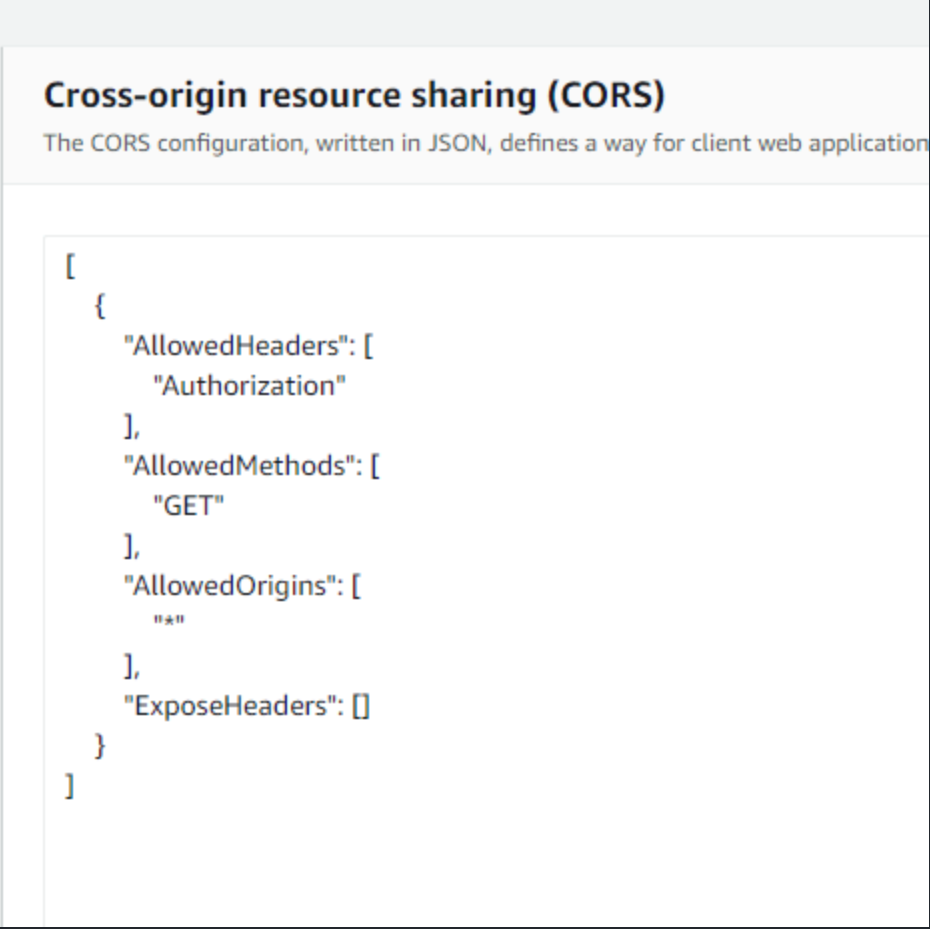 Cross-origin resource sharing (CORS)
The CORS configuration, written in JSON, defines a way for client web application
[
{
"AllowedHeaders": [
"Authorization"
],
"AllowedMethods": [
"GET"
],
"AllowedOrigins": [
"*"
],
"ExposeHeaders": []
}
]